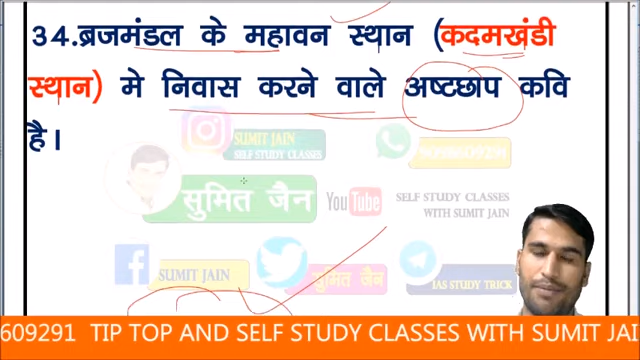 34.ब्रजमंडल के महावन स्थान (कदमखंडी
स्थान) मे निवास करने वाले अष्टछाप कवि
है।
SUMIT JAIN
SELF STUDY CLASSES
सुमित जैन
YouTube
SELF STUDY CLASSES
WITH SUMIT JAIN
SUMIT JAIN
सुमित जैन
IAS STUDY TRICK
609291 TIP TOP AND SELF STUDY CLASSES WITH SUMIT JAI